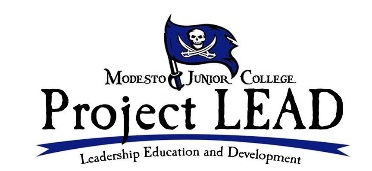 Modesto Junior College
Project LEAD
Leadership Education and Development